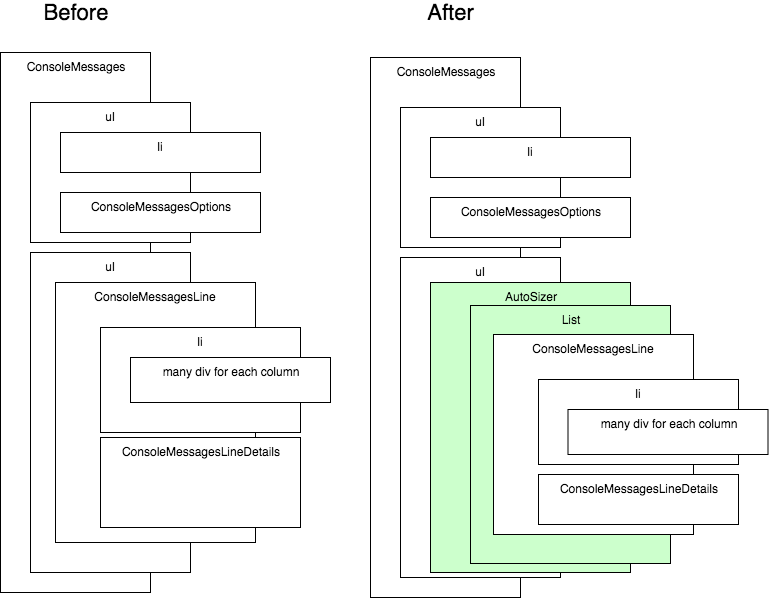 Before
ConsoleMessages
ul
li
ConsoleMessagesOptions
ul
ConsoleMessagesLine
li
many div for each column
ConsoleMessagesLineDetails
After
ConsoleMessages
ul
li
ConsoleMessagesOptions
ul
AutoSizer
List
ConsoleMessagesLine
li
many div for each column
ConsoleMessagesLineDetails